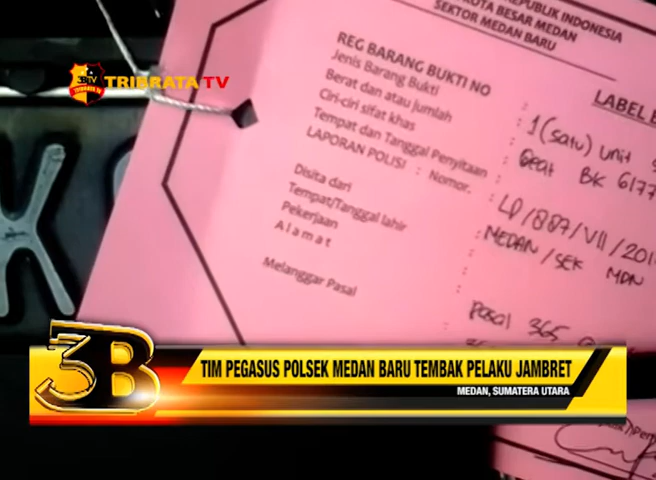 REPUBLIK INDONESIA
KOTA BESAR MEDAN
SEKTOR MEDAN BARU
LABEL
REG BARANG BUKTI NO :
Jenis Barang Bukti
Berat dan atau jumlah : 1 (satu) unit
Ciri-ciri sifat khas
Tempat dan Tanggal Penyitaan : BK 6177
LAPORAN POLISI : Nomor. : LP/887/VII/201
Disita dari : MEDAN / SEK MDN
Tempat/Tanggal lahir
Pekerjaan
Alamat
Melanggar Pasal : Pasal 365
3BTV
TRIBRATA TV
TRIBRATA TV
3B
TIM PEGASUS POLSEK MEDAN BARU TEMBAK PELAKU JAMBRET
MEDAN, SUMATERA UTARA
K